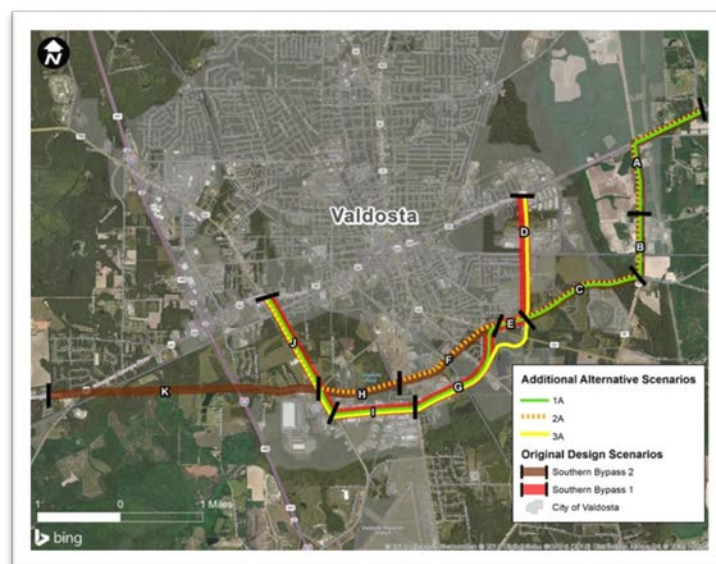 N
Valdosta
A
B
C
D
E
F
G
H
I
J
K
Additional Alternative Scenarios
1A
2A
3A
Original Design Scenarios
Southern Bypass 2
Southern Bypass 1
City of Valdosta
1 0 1 Miles
bing